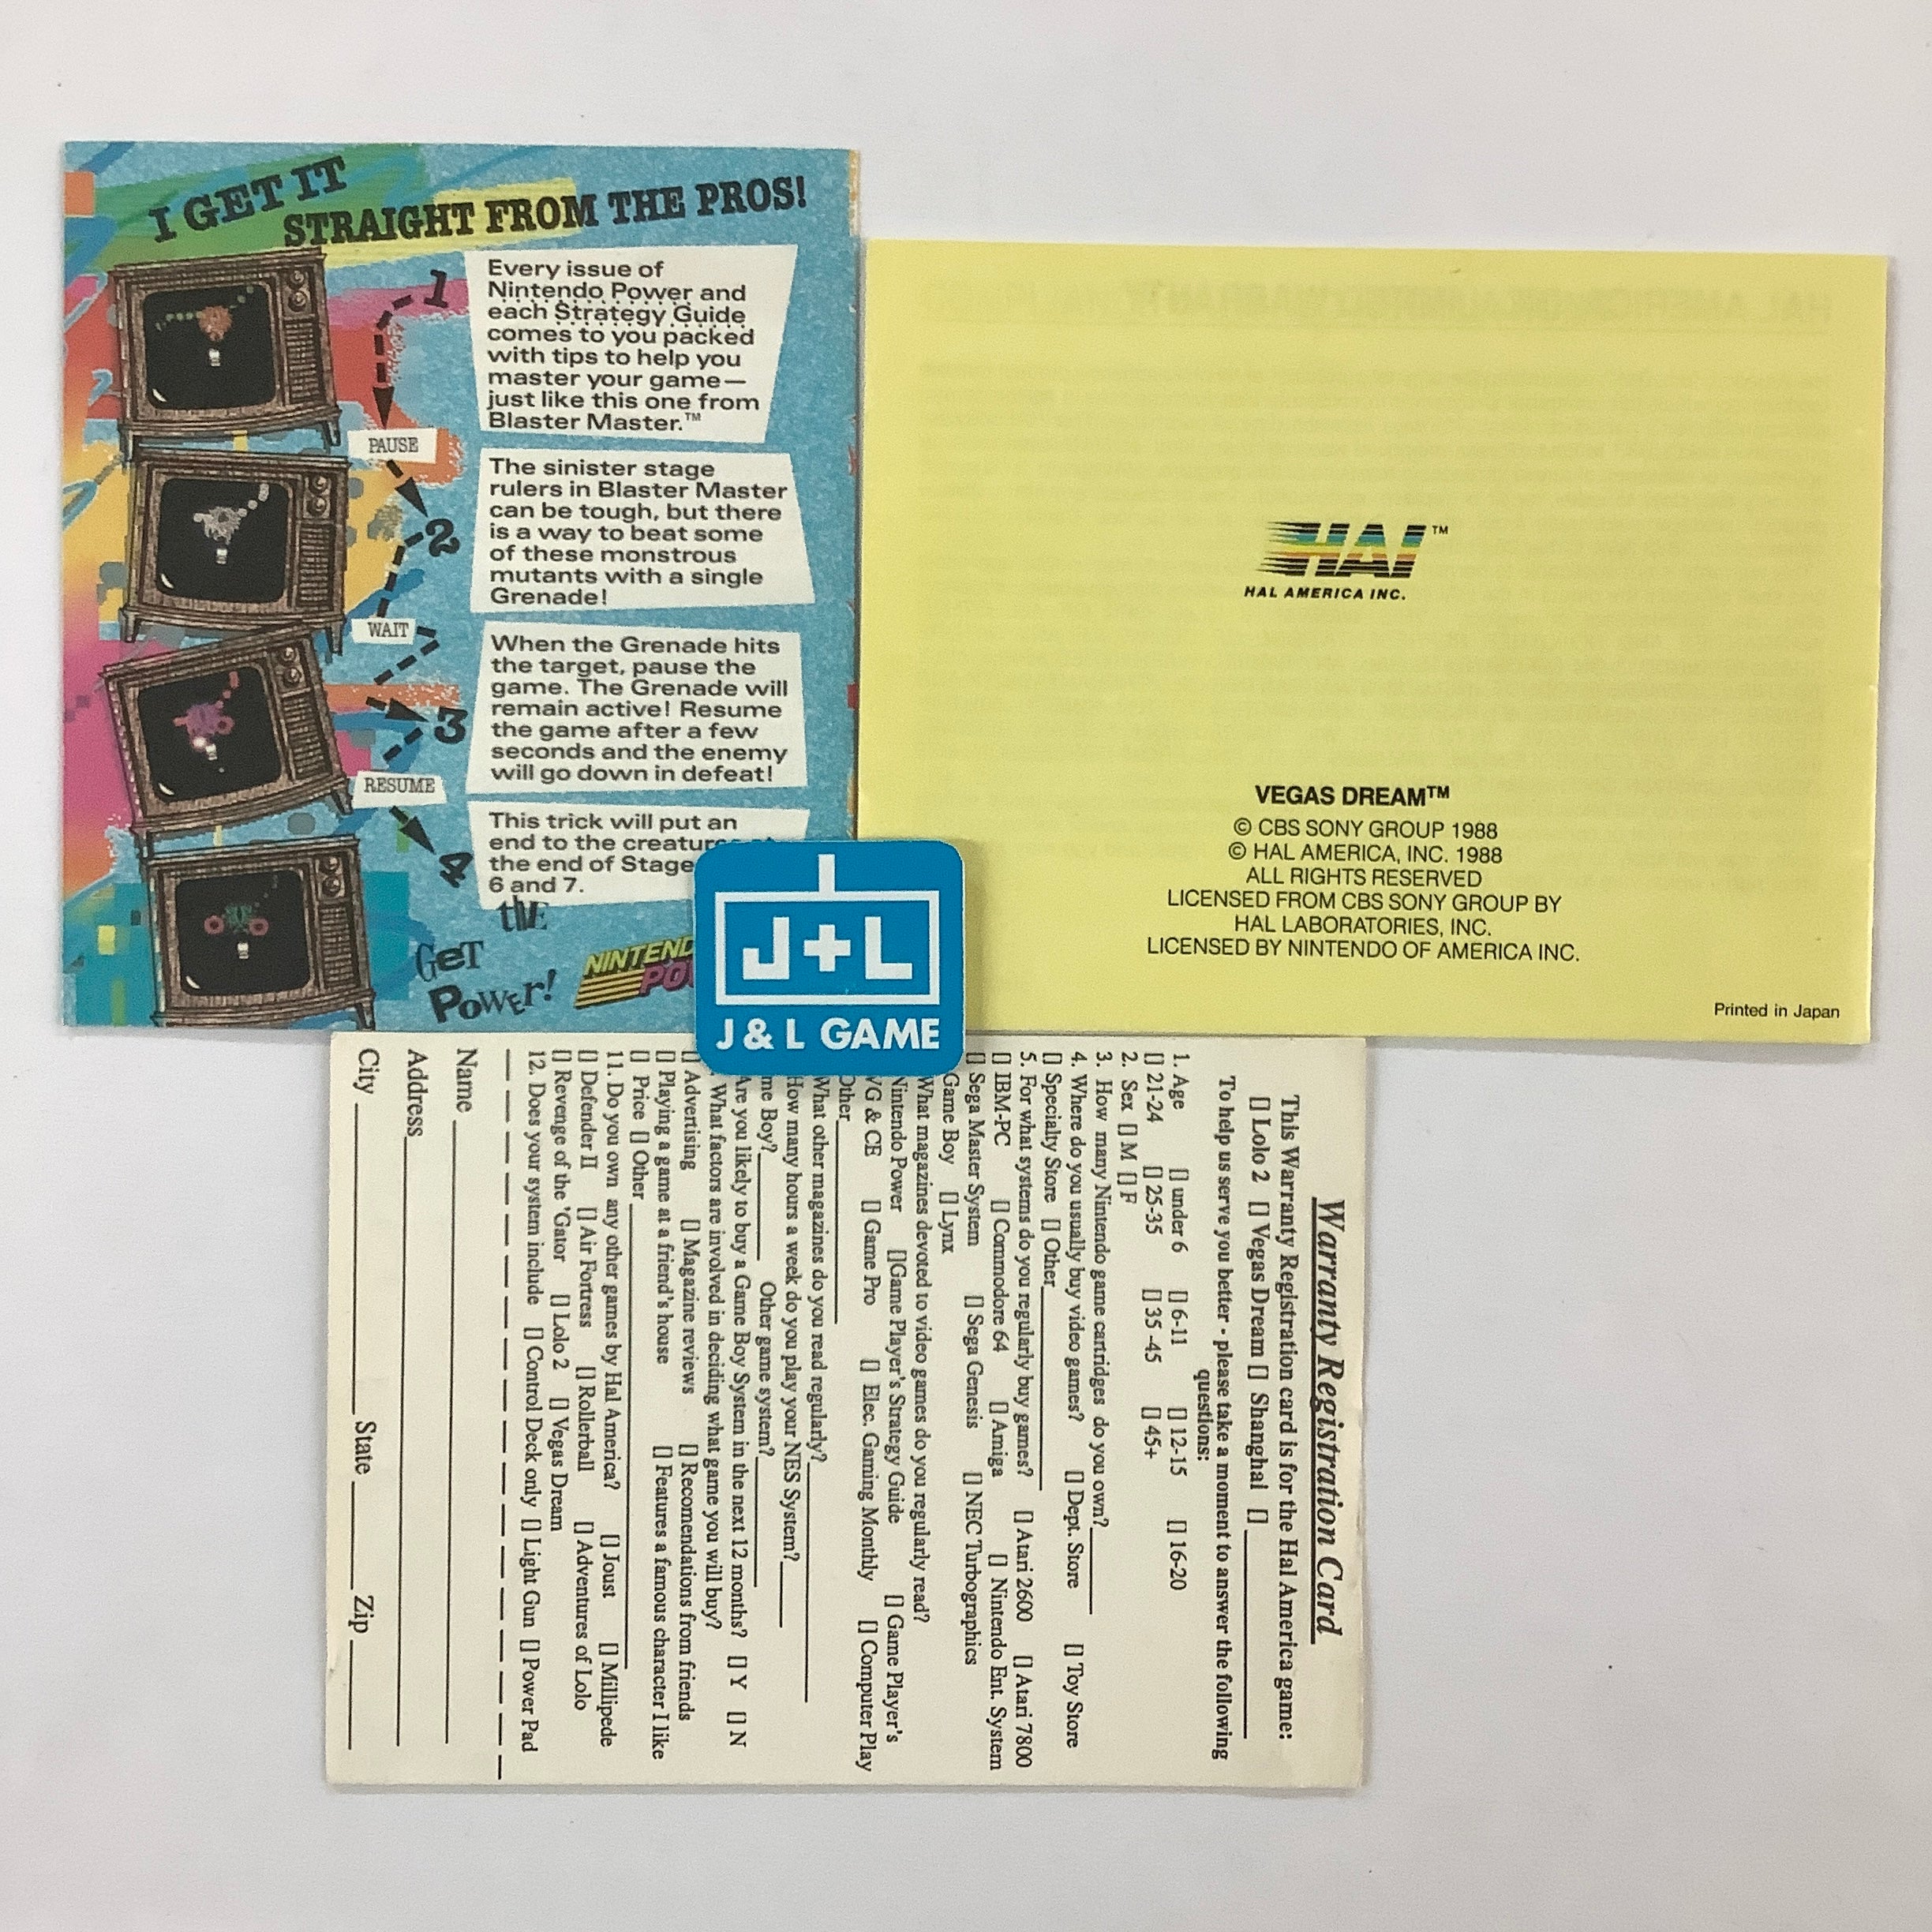 I GET IT
STRAIGHT FROM THE PROS!
1
Every issue of
Nintendo Power and
each Strategy Guide
comes to you packed
with tips to help you
master your game—
just like this one from
Blaster Master.™
PAUSE
2
The sinister stage
rulers in Blaster Master
can be tough, but there
is a way to beat some
of these monstrous
mutants with a single
Grenade!
WAIT
3
When the Grenade hits
the target, pause the
game. The Grenade will
remain active! Resume
the game after a few
seconds and the enemy
will go down in defeat!
RESUME
4
This trick will put an
end to the creatures
the end of Stage
6 and 7.
GET the
POWER!
NINTENDO
HAL™
HAL AMERICA INC.
VEGAS DREAM™
© CBS SONY GROUP 1988
© HAL AMERICA, INC. 1988
ALL RIGHTS RESERVED
LICENSED FROM CBS SONY GROUP BY
HAL LABORATORIES, INC.
LICENSED BY NINTENDO OF AMERICA INC.
Printed in Japan
J+L
J & L GAME
Warranty Registration Card
This Warranty Registration card is for the Hal America game:
[] Lolo 2 [] Vegas Dream [] Shanghai []
To help us serve you better - please take a moment to answer the following
questions:
1. Age [] under 6 [] 6-11 [] 12-15 [] 16-20
[] 21-24 [] 25-35 [] 35 -45 [] 45+
2. Sex [] M [] F
3. How many Nintendo game cartridges do you own?
4. Where do you usually buy video games? [] Dept. Store [] Toy Store
[] Specialty Store [] Other
5. For what systems do you regularly buy games? [] Atari 2600 [] Atari 7800
[] IBM-PC [] Commodore 64 [] Amiga [] Nintendo Ent. System
[] Sega Master System [] Sega Genesis [] NEC Turbographics
Game Boy [] Lynx
What magazines devoted to video games do you regularly read?
Nintendo Power []Game Player's Strategy Guide [] Game Player's
VG & CE [] Game Pro [] Elec. Gaming Monthly [] Computer Play
Other
What other magazines do you read regularly?
How many hours a week do you play your NES System?
me Boy? Other game system?
Are you likely to buy a Game Boy System in the next 12 months? [] Y [] N
. What factors are involved in deciding what game you will buy?
[] Advertising [] Magazine reviews [] Recomendations from friends
[] Playing a game at a friend's house [] Features a famous character I like
[] Price [] Other
11. Do you own any other games by Hal America? [] Joust [] Millipede
[] Defender II [] Air Fortress [] Rollerball [] Adventures of Lolo
[] Revenge of the 'Gator [] Lolo 2 [] Vegas Dream
12. Does your system include [] Control Deck only [] Light Gun [] Power Pad
Name
Address
City State Zip